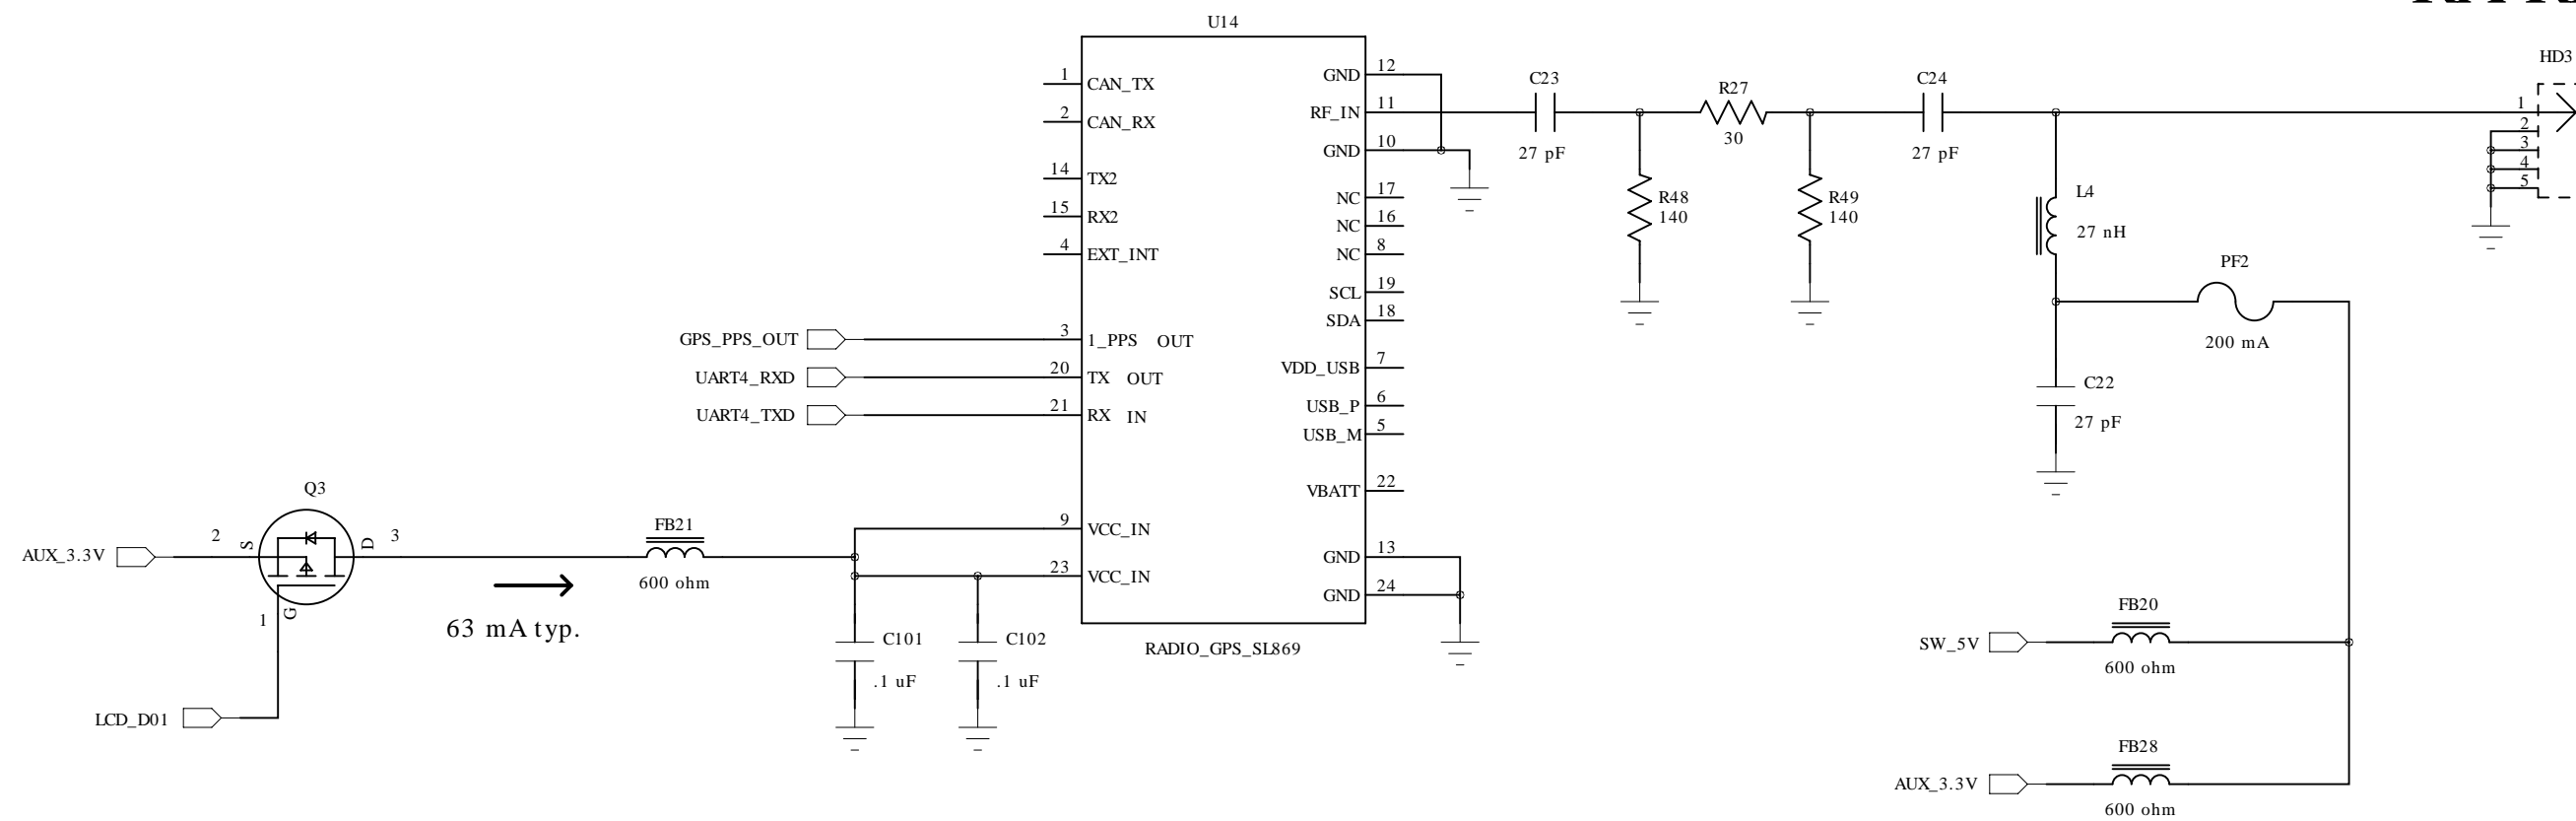 U14
HD3
1 CAN_TX
2 CAN_RX
14 TX2
15 RX2
4 EXT_INT
GPS_PPS_OUT 3 1_PPS OUT
UART4_RXD 20 TX OUT
UART4_TXD 21 RX IN
9 VCC_IN
23 VCC_IN
GND 12
RF_IN 11
GND 10
NC 17
NC 16
NC 8
SCL 19
SDA 18
VDD_USB 7
USB_P 6
USB_M 5
VBATT 22
GND 13
GND 24
RADIO_GPS_SL869
C23
27 pF
R27
30
C24
27 pF
R48
140
R49
140
L4
27 nH
PF2
200 mA
C22
27 pF
1
2
3
4
5
Q3
AUX_3.3V 2 S D 3
1 G
LCD_D01
63 mA typ.
FB21
600 ohm
C101
.1 uF
C102
.1 uF
FB20
SW_5V
600 ohm
FB28
AUX_3.3V
600 ohm